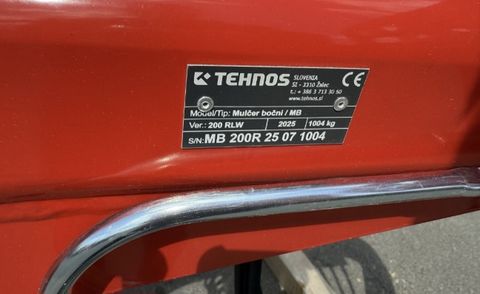 TEHNOS
SLOVENIA
SI - 3310 Žalec
t.: + 386 3 713 30 50
www.tehnos.si
CE
Model/Tip: Mulčer bočni / MB
Ver.: 200 RLW 2025 1004 kg
S/N: MB 200R 25 07 1004